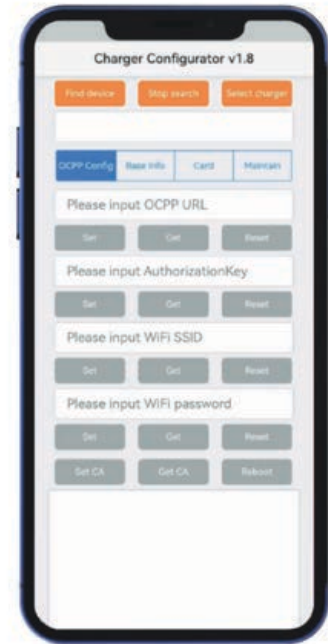 Charger Configurator v1.8
Find device Stop search Select charger
OCPP Config Base Info Card Maintain
Please input OCPP URL
Set Get Reset
Please input AuthorizationKey
Set Get Reset
Please input WiFi SSID
Set Get Reset
Please input WiFi password
Set Get Reset
Set CA Get CA Reboot